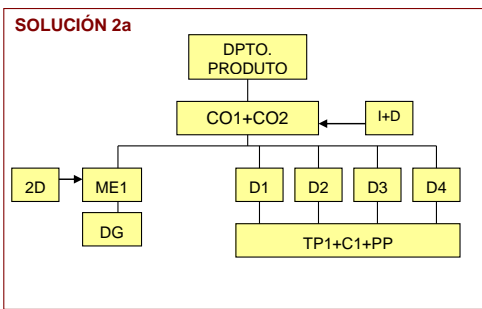 SOLUCIÓN 2a
DPTO.
PRODUTO
CO1+CO2
I+D
2D
ME1
D1
D2
D3
D4
DG
TP1+C1+PP